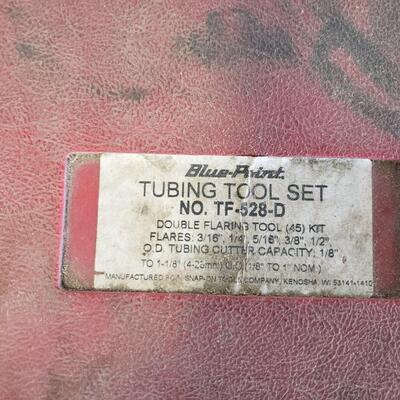 Blue-Point.
TUBING TOOL SET
NO. TF-528-D
DOUBLE FLARING TOOL (45) KIT
FLARES: 3/16", 1/4", 5/16", 3/8", 1/2"
O.D. TUBING CUTTER CAPACITY: 1/8"
TO 1-1/8" (4-28mm) O.D. (1/8" TO 1" NOM.)
MANUFACTURED FOR SNAP-ON TOOLS COMPANY, KENOSHA, WI 53141-1410